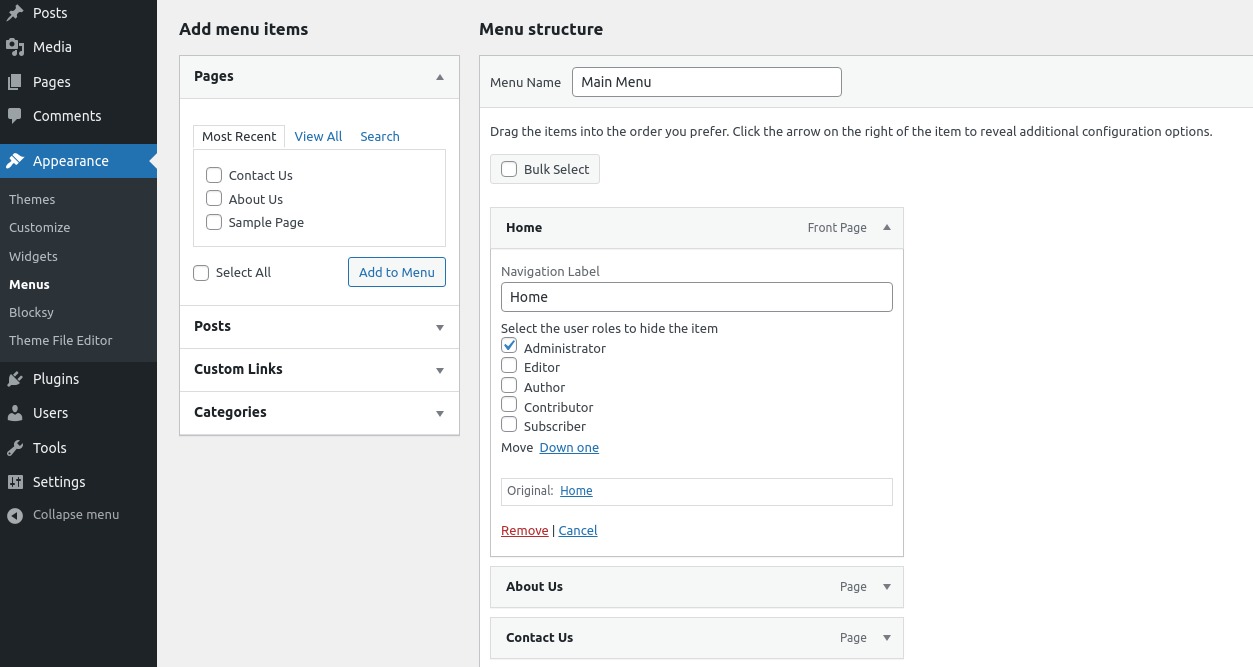 Posts
Media
Pages
Comments
Appearance
Themes
Customize
Widgets
Menus
Blocksy
Theme File Editor
Plugins
Users
Tools
Settings
Collapse menu
Add menu items
Pages
Most Recent View All Search
Contact Us
About Us
Sample Page
Select All Add to Menu
Posts
Custom Links
Categories
Menu structure
Menu Name Main Menu
Drag the items into the order you prefer. Click the arrow on the right of the item to reveal additional configuration options.
Bulk Select
Home Front Page
Navigation Label
Home
Select the user roles to hide the item
Administrator
Editor
Author
Contributor
Subscriber
Move Down one
Original: Home
Remove | Cancel
About Us Page
Contact Us Page